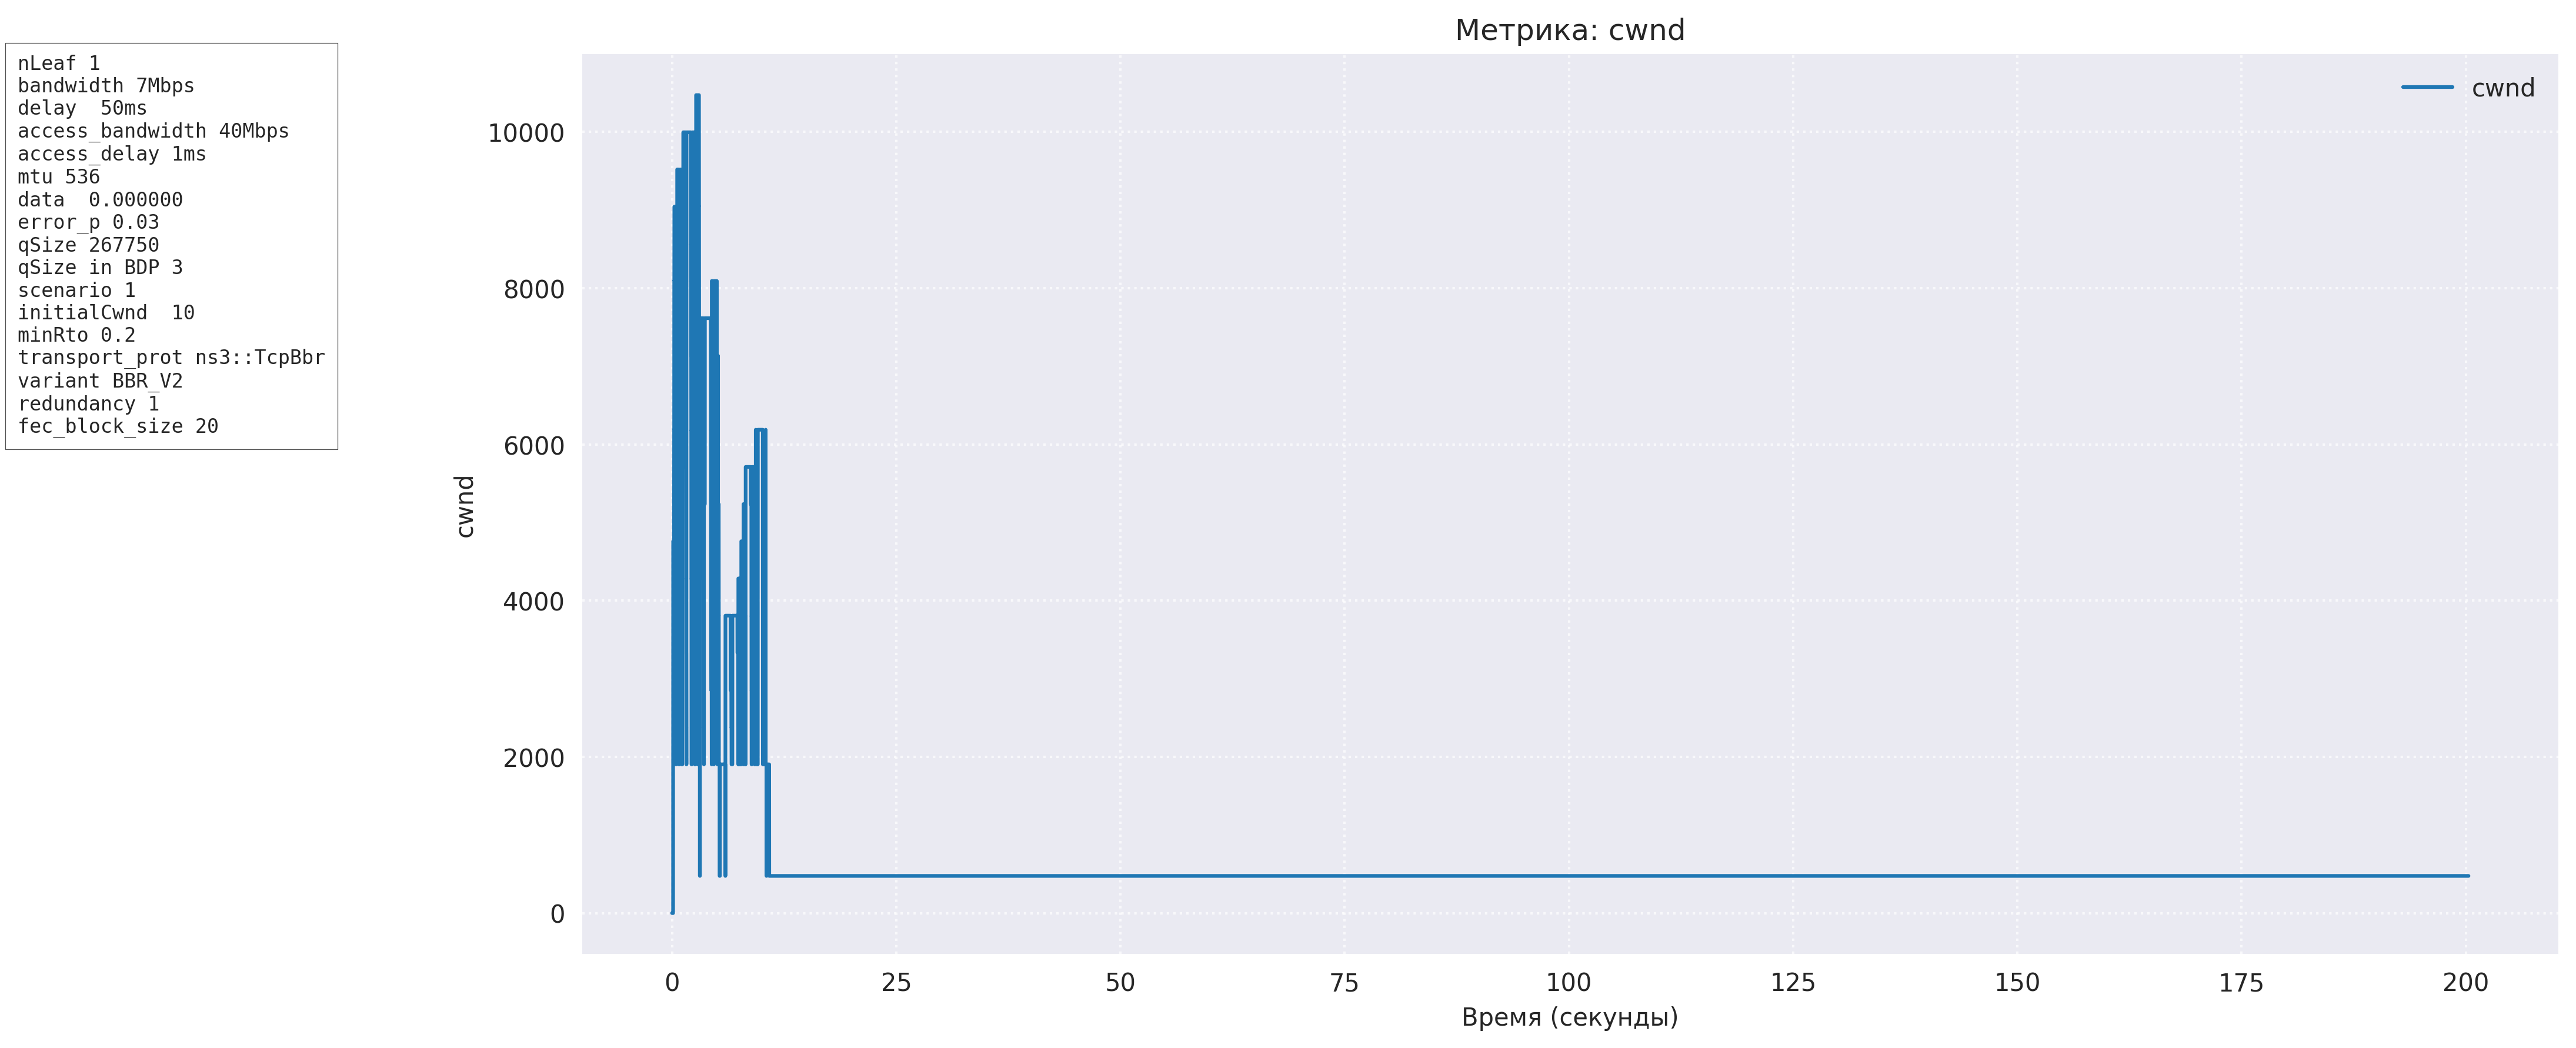 Метрика: cwnd
nLeaf 1
bandwidth 7Mbps
delay  50ms
access_bandwidth 40Mbps
access_delay 1ms
mtu 536
data  0.000000
error_p 0.03
qSize 267750
qSize in BDP 3
scenario 1
initialCwnd  10
minRto 0.2
transport_prot ns3::TcpBbr
variant BBR_V2
redundancy 1
fec_block_size 20
cwnd
10000
8000
6000
4000
2000
0
cwnd
0 25 50 75 100 125 150 175 200
Время (секунды)